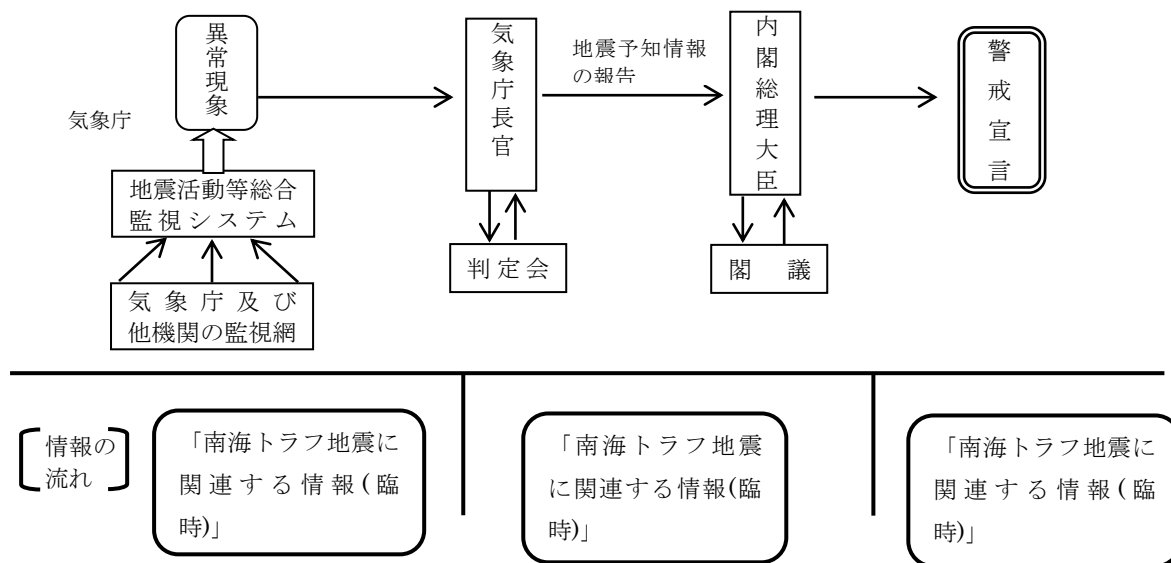 気象庁
異常現象
地震活動等総合
監視システム
気象庁及び
他機関の監視網
気象庁長官
判定会
地震予知情報
の報告
内閣総理大臣
閣議
警戒宣言
情報の
流れ
「南海トラフ地震に
関連する情報(臨
時)」
「南海トラフ地震
に関連する情報(臨
時)」
「南海トラフ地震に
関連する情報(臨
時)」